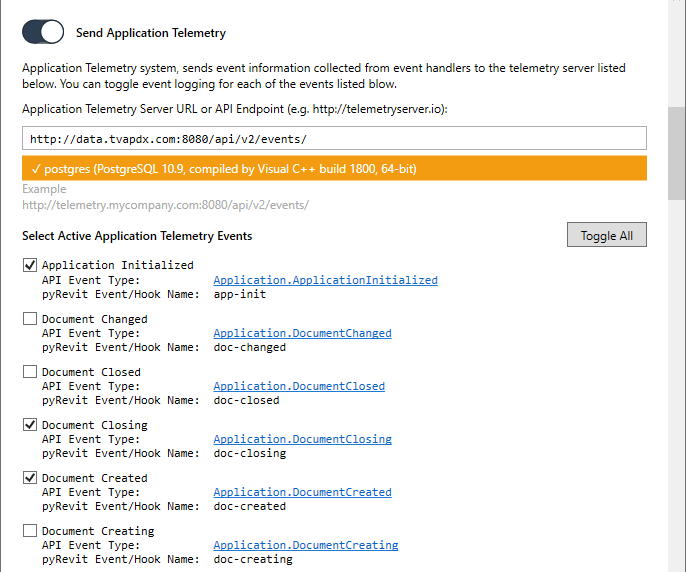 Send Application Telemetry
Application Telemetry system, sends event information collected from event handlers to the telemetry server listed
below. You can toggle event logging for each of the events listed blow.
Application Telemetry Server URL or API Endpoint (e.g. http://telemetryserver.io):
http://data.tvapdx.com:8080/api/v2/events/
✓ postgres (PostgreSQL 10.9, compiled by Visual C++ build 1800, 64-bit)
Example
http://telemetry.mycompany.com:8080/api/v2/events/
Select Active Application Telemetry Events
Toggle All
Application Initialized
API Event Type: Application.ApplicationInitialized
pyRevit Event/Hook Name: app-init
Document Changed
API Event Type: Application.DocumentChanged
pyRevit Event/Hook Name: doc-changed
Document Closed
API Event Type: Application.DocumentClosed
pyRevit Event/Hook Name: doc-closed
Document Closing
API Event Type: Application.DocumentClosing
pyRevit Event/Hook Name: doc-closing
Document Created
API Event Type: Application.DocumentCreated
pyRevit Event/Hook Name: doc-created
Document Creating
API Event Type: Application.DocumentCreating
pyRevit Event/Hook Name: doc-creating